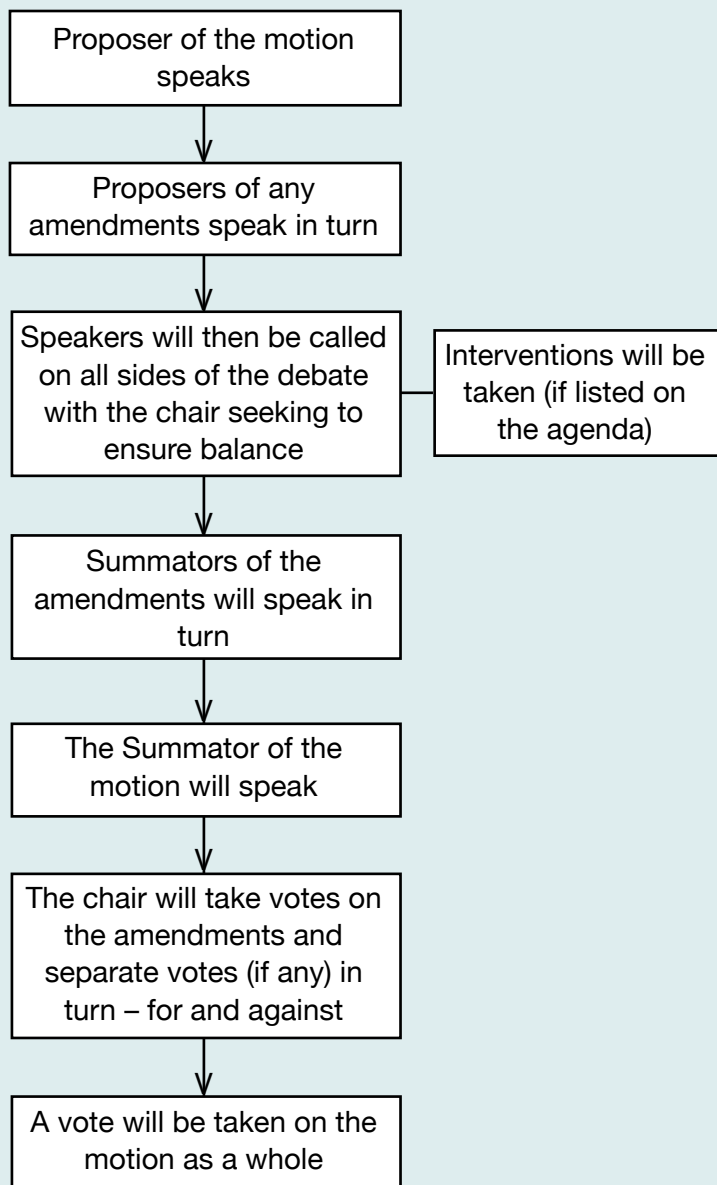 Proposer of the motion
speaks
Proposers of any
amendments speak in turn
Speakers will then be called
on all sides of the debate
with the chair seeking to
ensure balance
Interventions will be
taken (if listed on
the agenda)
Summators of the
amendments will speak in
turn
The Summator of the
motion will speak
The chair will take votes on
the amendments and
separate votes (if any) in
turn – for and against
A vote will be taken on the
motion as a whole